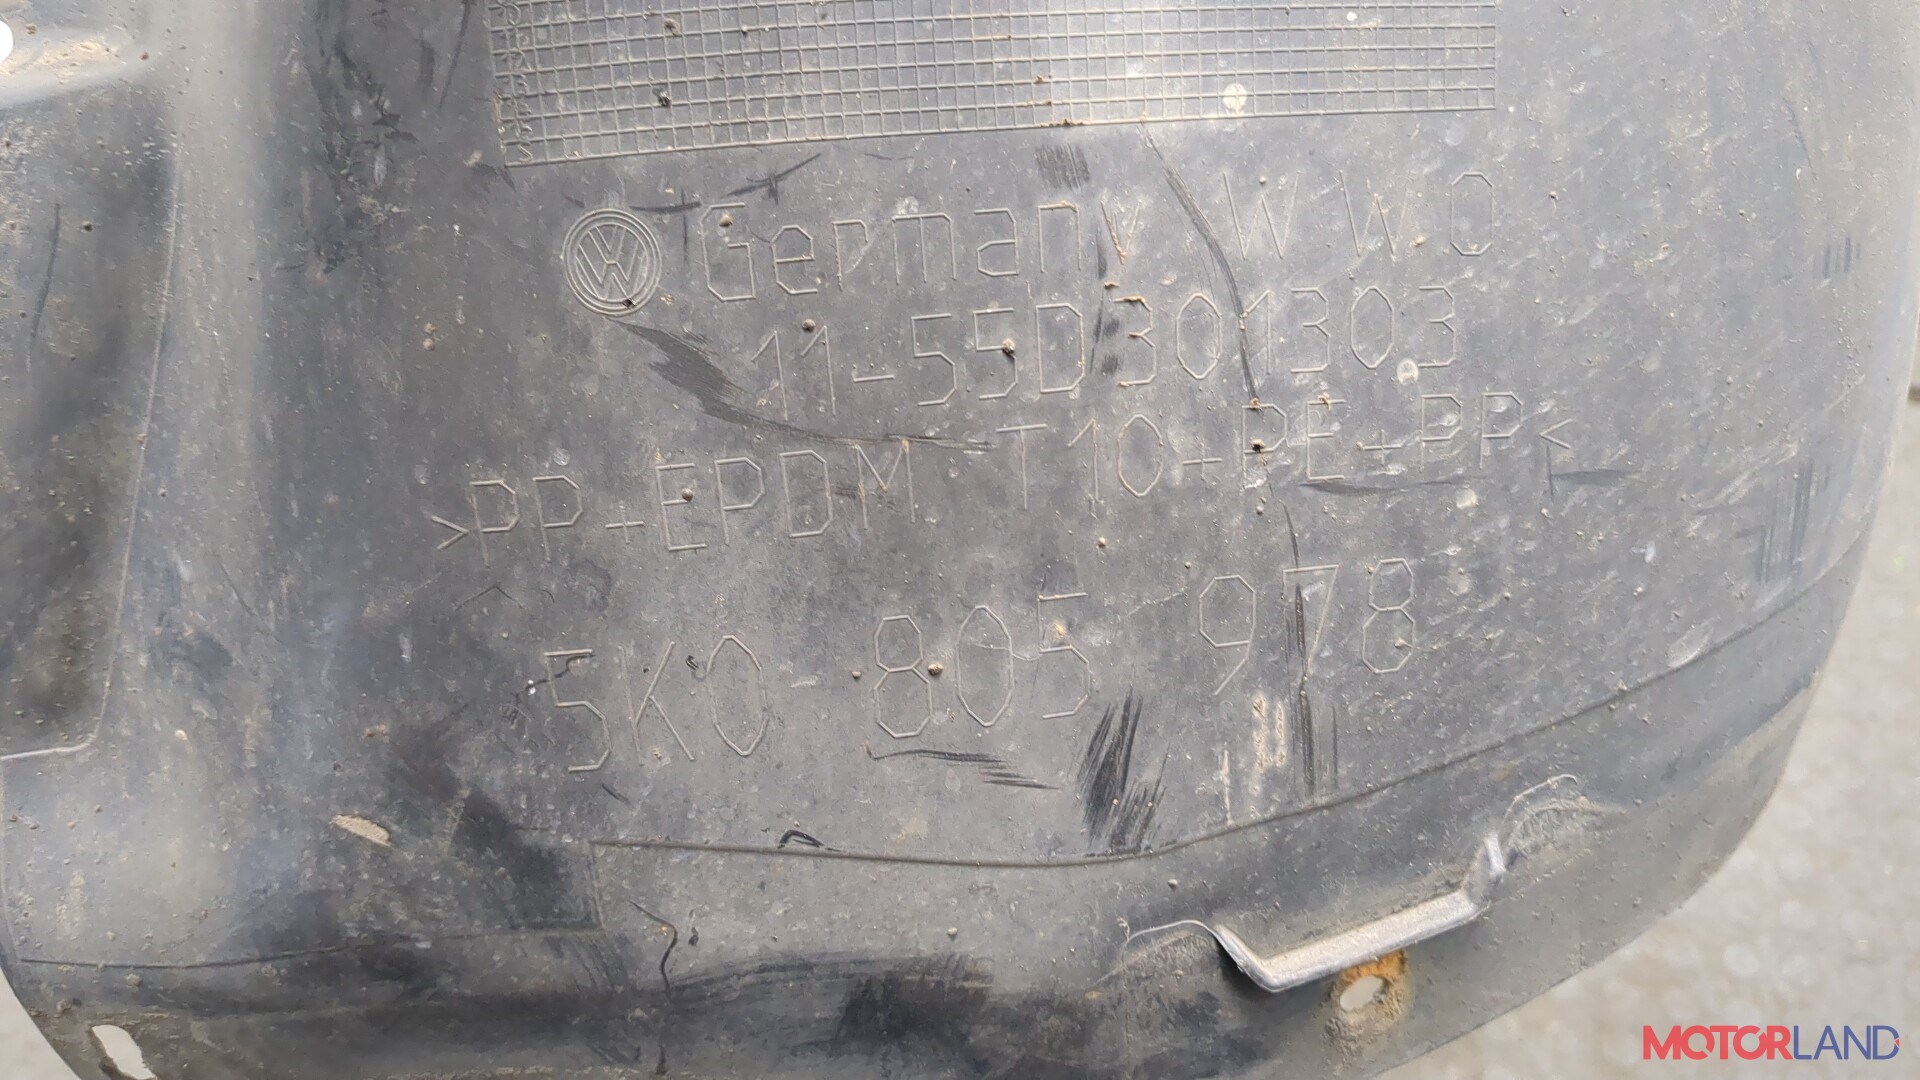 Germany WWO
11-55D301303
>PP+EPDM T10+PE+PP<
5K0-805 978
MOTORLAND